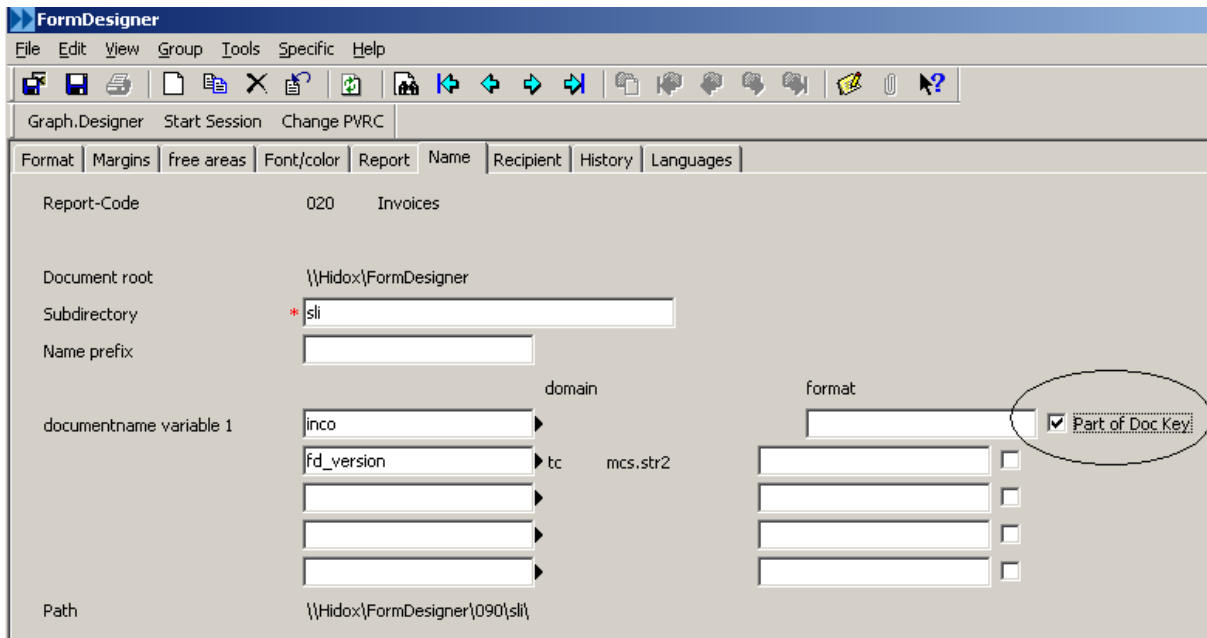 FormDesigner
File Edit View Group Tools Specific Help
Graph.Designer Start Session Change PVRC
Format Margins free areas Font/color Report Name Recipient History Languages
Report-Code 020 Invoices
Document root \\Hidox\FormDesigner
Subdirectory * sli
Name prefix
domain format
documentname variable 1 inco Part of Doc Key
fd_version tc mcs.str2
Path \\Hidox\FormDesigner\090\sli\